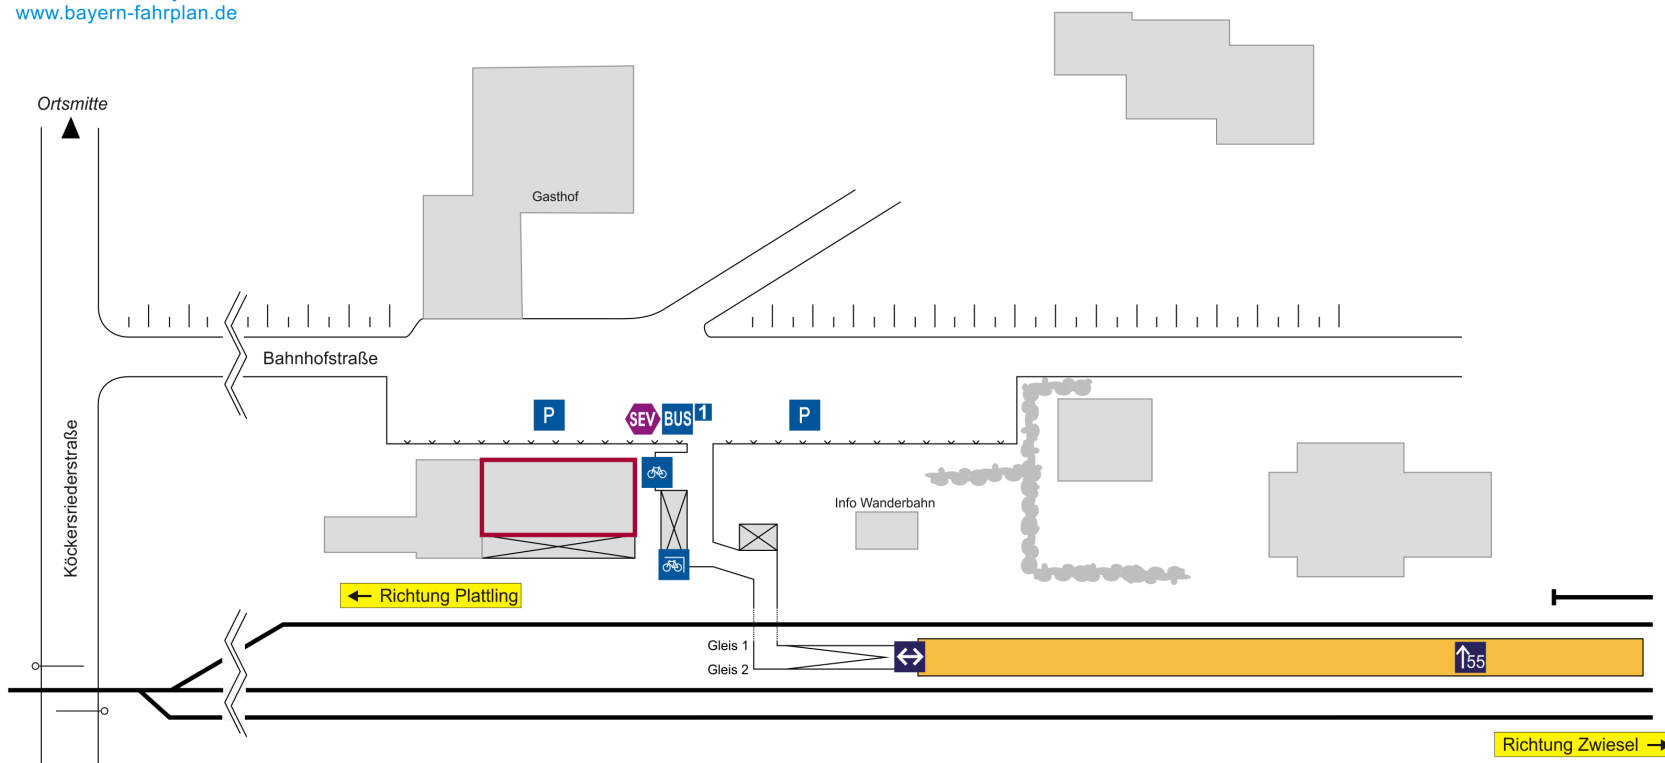 www.bayern-fahrplan.de
Ortsmitte
Gasthof
Bahnhofstraße
Köckersriederstraße
P
SEV
BUS
1
P
Info Wanderbahn
← Richtung Plattling
Gleis 1
Gleis 2
55
Richtung Zwiesel →